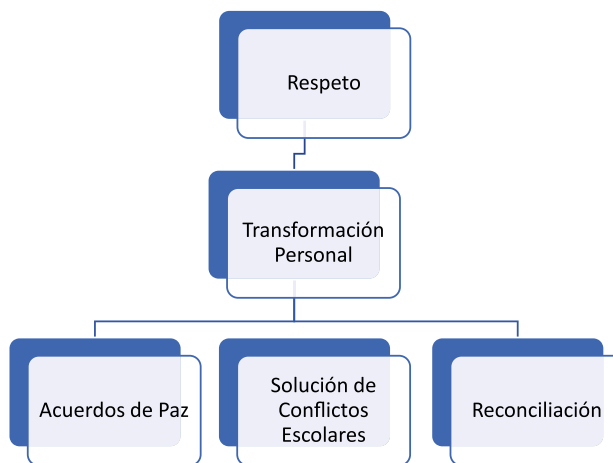 Respeto
Transformación
Personal
Acuerdos de Paz
Solución de
Conflictos
Escolares
Reconciliación